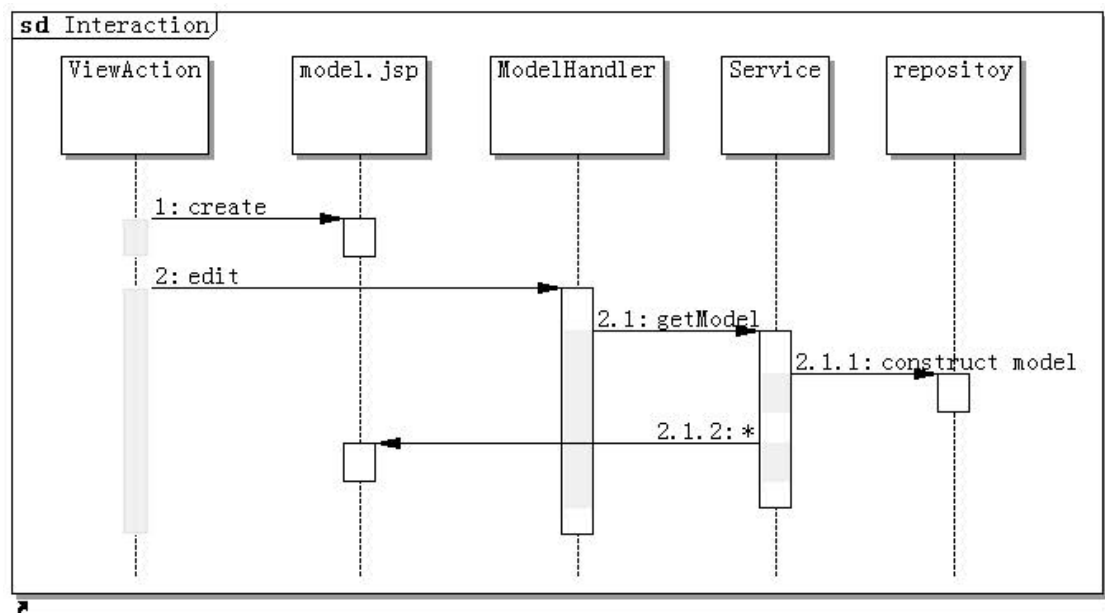 sd Interaction
ViewAction
model.jsp
ModelHandler
Service
repositoy
1: create
2: edit
2.1: getModel
2.1.1: construct model
2.1.2: *